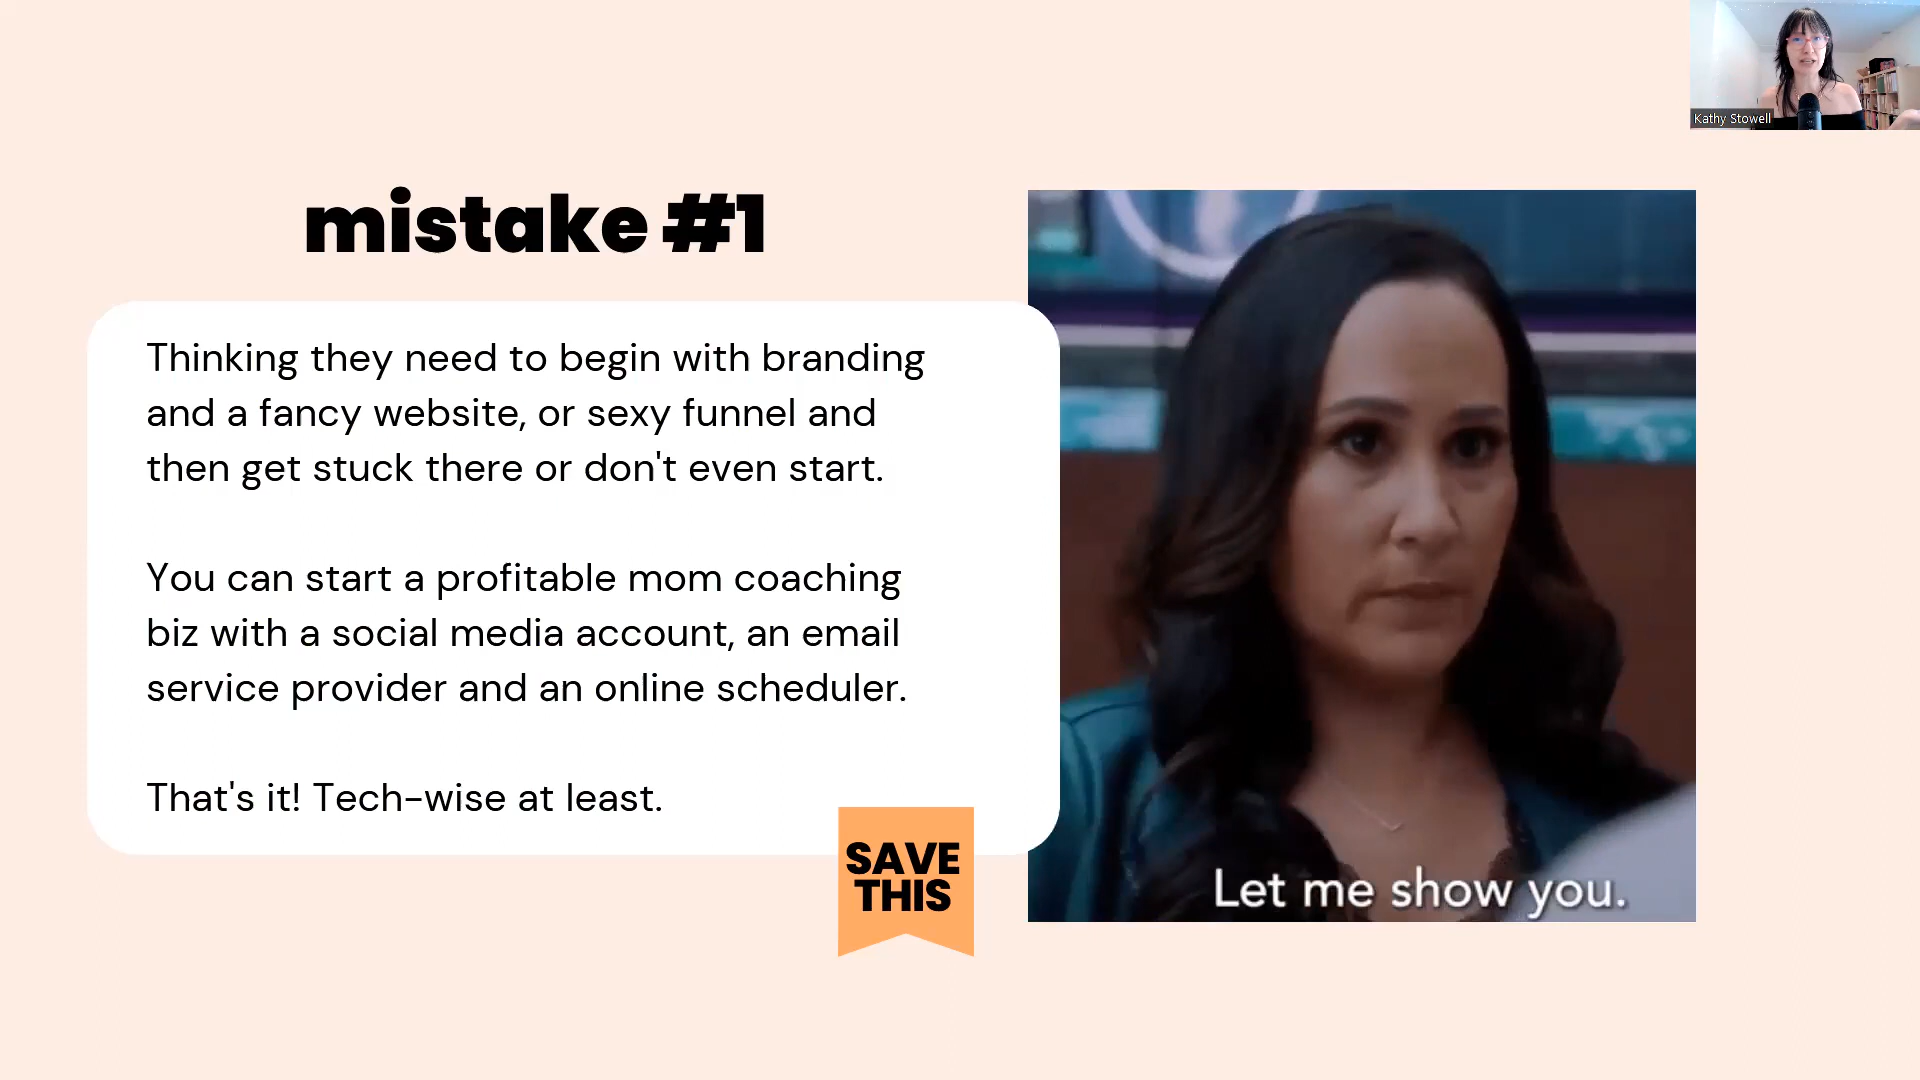 Kathy Stowell
mistake #1
Thinking they need to begin with branding
and a fancy website, or sexy funnel and
then get stuck there or don't even start.
You can start a profitable mom coaching
biz with a social media account, an email
service provider and an online scheduler.
That's it! Tech-wise at least.
SAVE
THIS
Let me show you.